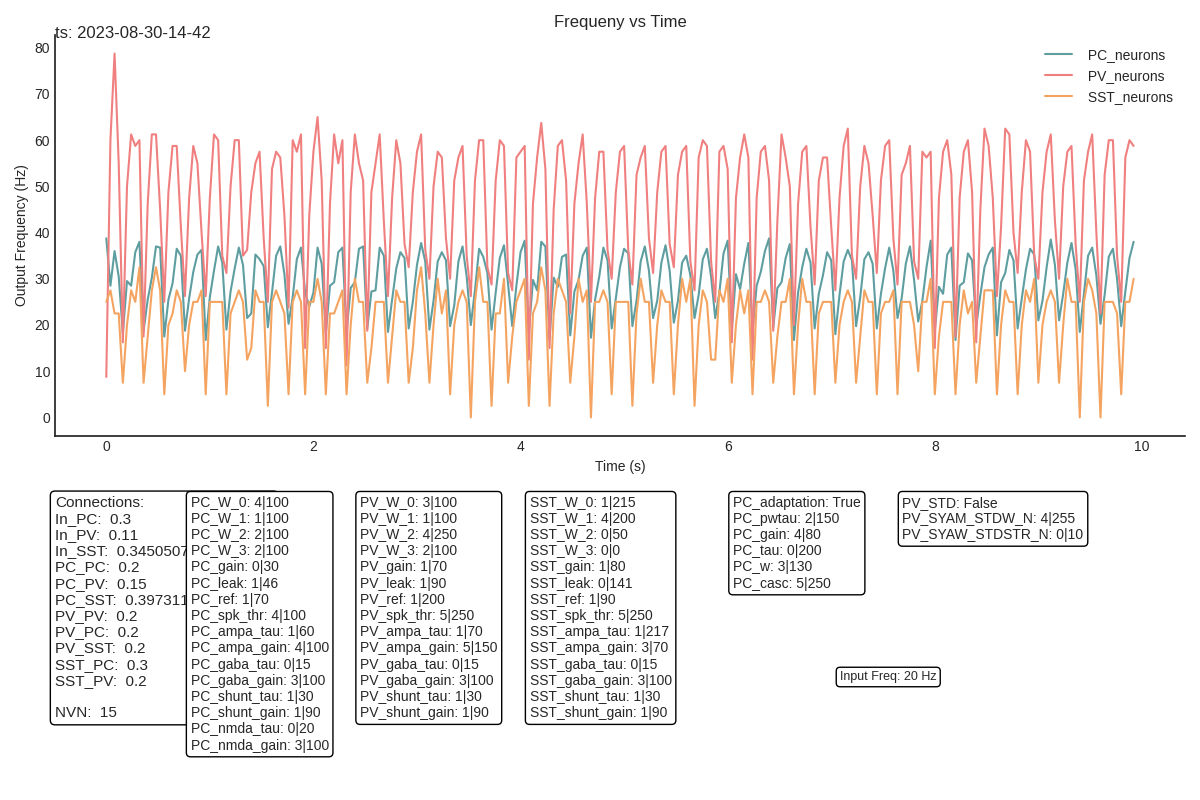 Frequeny vs Time
ts: 2023-08-30-14-42
PC_neurons
PV_neurons
SST_neurons
Output Frequency (Hz)
80
70
60
50
40
30
20
10
0
0 2 4 6 8 10
Time (s)
Connections:
In_PC: 0.3
In_PV: 0.11
In_SST: 0.3450507
PC_PC: 0.2
PC_PV: 0.15
PC_SST: 0.397311
PV_PV: 0.2
PV_PC: 0.2
PV_SST: 0.2
SST_PC: 0.3
SST_PV: 0.2
NVN: 15
PC_W_0: 4|100
PC_W_1: 1|100
PC_W_2: 2|100
PC_W_3: 2|100
PC_gain: 0|30
PC_leak: 1|46
PC_ref: 1|70
PC_spk_thr: 4|100
PC_ampa_tau: 1|60
PC_ampa_gain: 4|100
PC_gaba_tau: 0|15
PC_gaba_gain: 3|100
PC_shunt_tau: 1|30
PC_shunt_gain: 1|90
PC_nmda_tau: 0|20
PC_nmda_gain: 3|100
PV_W_0: 3|100
PV_W_1: 1|100
PV_W_2: 4|250
PV_W_3: 2|100
PV_gain: 1|70
PV_leak: 1|90
PV_ref: 1|200
PV_spk_thr: 5|250
PV_ampa_tau: 1|70
PV_ampa_gain: 5|150
PV_gaba_tau: 0|15
PV_gaba_gain: 3|100
PV_shunt_tau: 1|30
PV_shunt_gain: 1|90
SST_W_0: 1|215
SST_W_1: 4|200
SST_W_2: 0|50
SST_W_3: 0|0
SST_gain: 1|80
SST_leak: 0|141
SST_ref: 1|90
SST_spk_thr: 5|250
SST_ampa_tau: 1|217
SST_ampa_gain: 3|70
SST_gaba_tau: 0|15
SST_gaba_gain: 3|100
SST_shunt_tau: 1|30
SST_shunt_gain: 1|90
PC_adaptation: True
PC_pwtau: 2|150
PC_gain: 4|80
PC_tau: 0|200
PC_w: 3|130
PC_casc: 5|250
PV_STD: False
PV_SYAM_STDW_N: 4|255
PV_SYAW_STDSTR_N: 0|10
Input Freq: 20 Hz